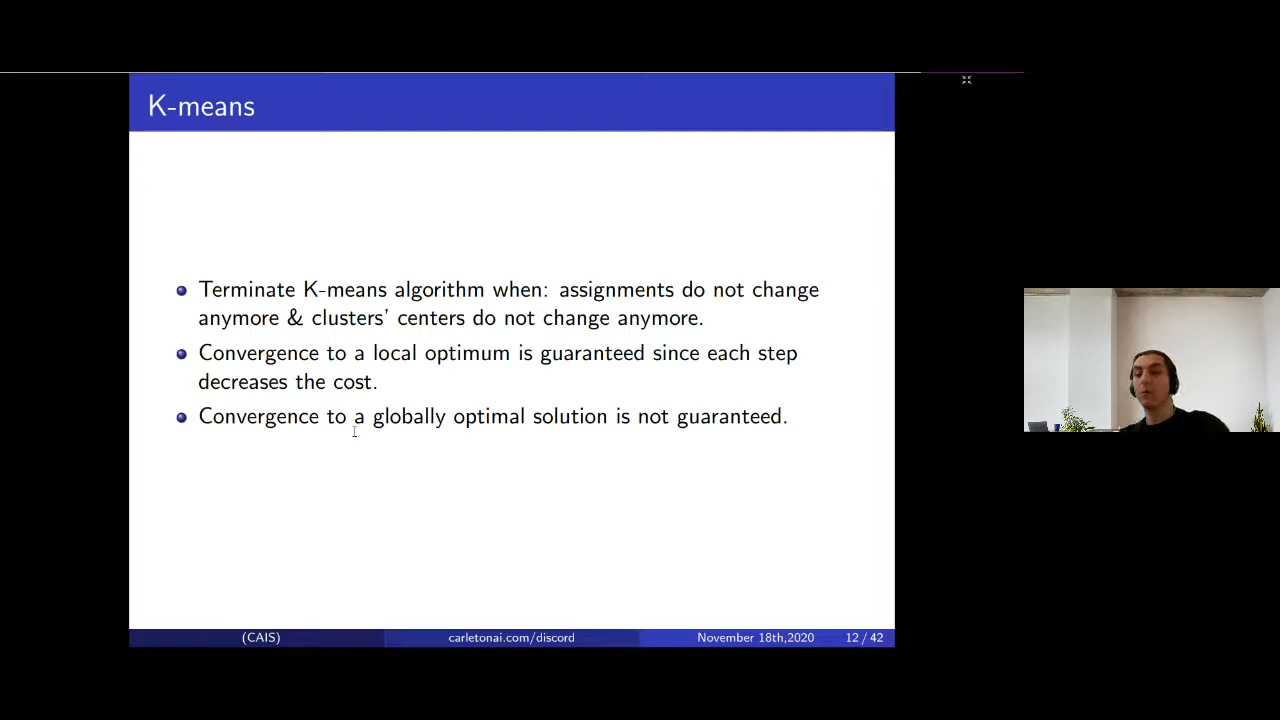 K-means
Terminate K-means algorithm when: assignments do not change
anymore & clusters' centers do not change anymore.
Convergence to a local optimum is guaranteed since each step
decreases the cost.
Convergence to a globally optimal solution is not guaranteed.
(CAIS)
carletonai.com/discord
November 18th,2020
12 / 42